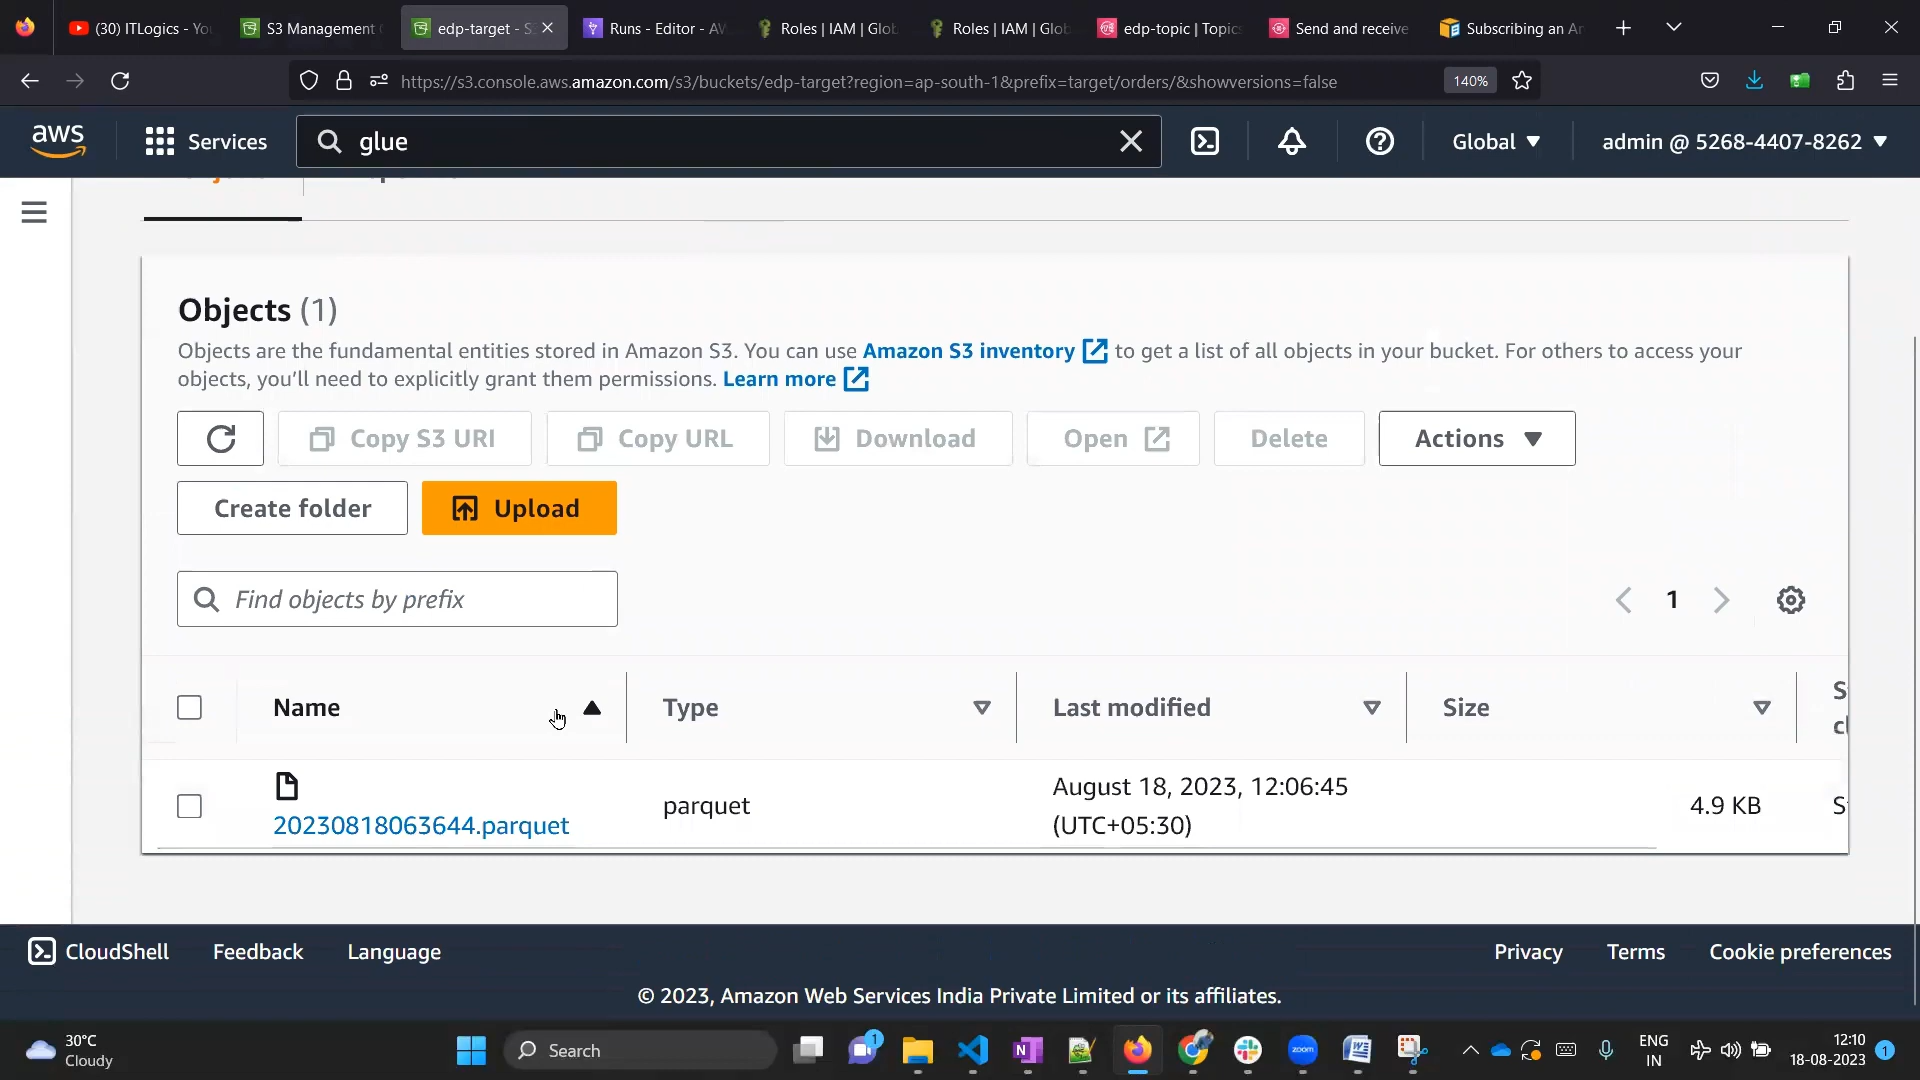 (30) ITLogics - Yo
S3 Management
edp-target - S
Runs - Editor - AW
Roles | IAM | Glob
Roles | IAM | Glob
edp-topic | Topics
Send and receive
Subscribing an Am
https://s3.console.aws.amazon.com/s3/buckets/edp-target?region=ap-south-1&prefix=target/orders/&showversions=false
140%
aws
Services
glue
Global
admin @ 5268-4407-8262
Objects (1)
Objects are the fundamental entities stored in Amazon S3. You can use Amazon S3 inventory to get a list of all objects in your bucket. For others to access your
objects, you'll need to explicitly grant them permissions. Learn more
Copy S3 URI
Copy URL
Download
Open
Delete
Actions
Create folder
Upload
Find objects by prefix
1
Name
Type
Last modified
Size
20230818063644.parquet
parquet
August 18, 2023, 12:06:45
(UTC+05:30)
4.9 KB
CloudShell
Feedback
Language
Privacy
Terms
Cookie preferences
© 2023, Amazon Web Services India Private Limited or its affiliates.
30°C
Cloudy
Search
1
zoom
ENG
IN
12:10
18-08-2023
1